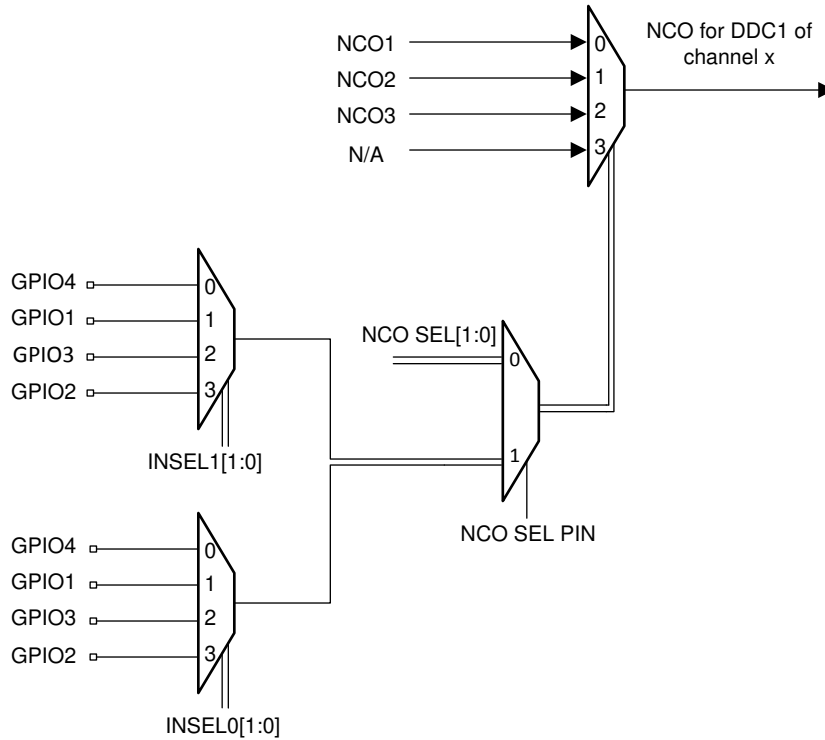 NCO1
NCO2
NCO3
N/A
0
1
2
3
NCO for DDC1 of
channel x
GPIO4
GPIO1
GPIO3
GPIO2
0
1
2
3
INSEL1[1:0]
NCO SEL[1:0]
0
1
NCO SEL PIN
GPIO4
GPIO1
GPIO3
GPIO2
0
1
2
3
INSEL0[1:0]